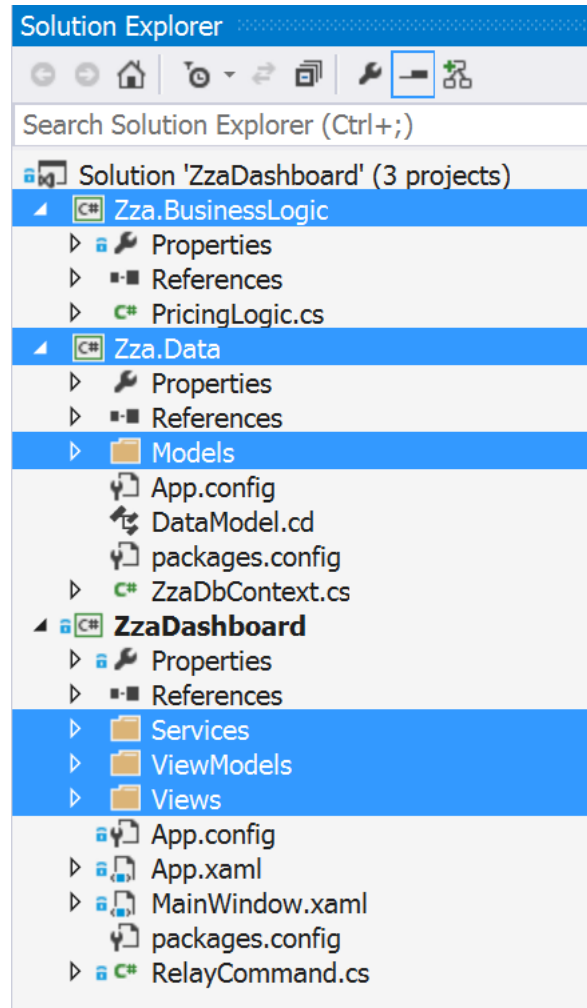 Solution Explorer
Search Solution Explorer (Ctrl+;)
Solution 'ZzaDashboard' (3 projects)
C# Zza.BusinessLogic
Properties
References
C# PricingLogic.cs
C# Zza.Data
Properties
References
Models
App.config
DataModel.cd
packages.config
C# ZzaDbContext.cs
C# ZzaDashboard
Properties
References
Services
ViewModels
Views
App.config
App.xaml
MainWindow.xaml
packages.config
C# RelayCommand.cs